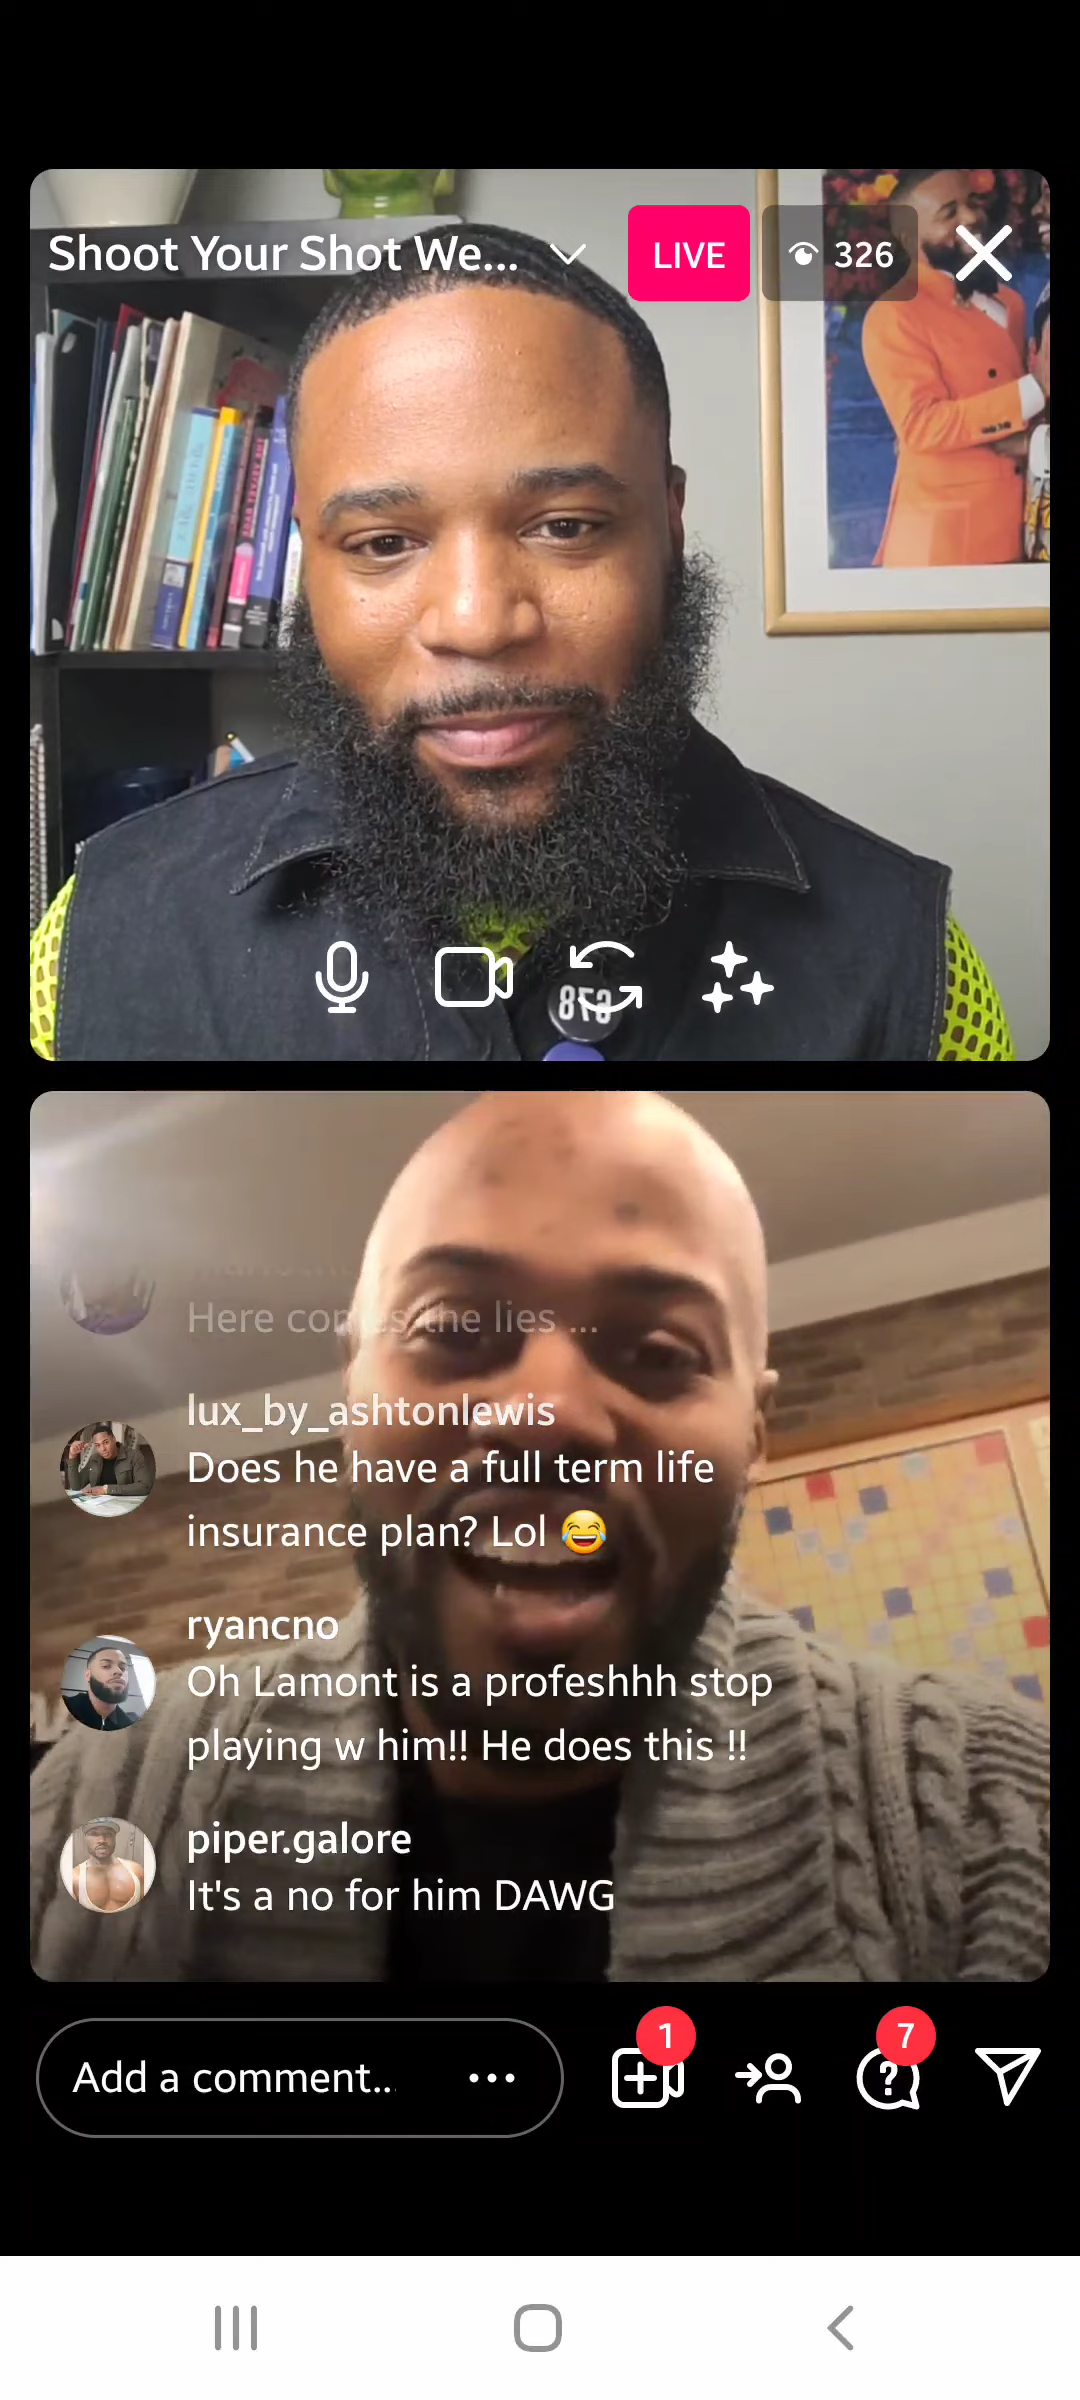 Shoot Your Shot We...
LIVE
326
678
Here comes the lies ...
lux_by_ashtonlewis
Does he have a full term life
insurance plan? Lol 😂
ryancno
Oh Lamont is a profeshhh stop
playing w him!! He does this !!
piper.galore
It's a no for him DAWG
1
7
Add a comment...